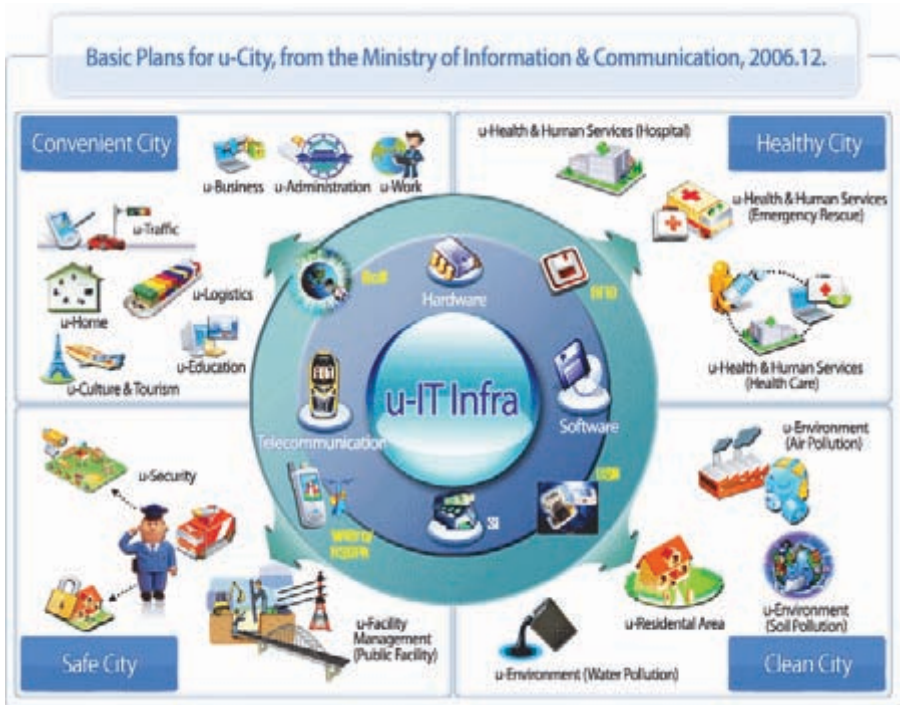 Basic Plans for u-City, from the Ministry of Information & Communication, 2006.12.
Convenient City
u-Business
u-Administration
u-Work
u-Traffic
u-Home
u-Logistics
u-Education
u-Culture & Tourism
u-Health & Human Services (Hospital)
Healthy City
u-Health & Human Services
(Emergency Rescue)
u-Health & Human Services
(Health Care)
Hardware
u-IT Infra
Software
Telecommunication
SI
u-Security
u-Facility
Management
(Public Facility)
Safe City
u-Environment
(Air Pollution)
u-Environment
(Soil Pollution)
u-Residental Area
u-Environment (Water Pollution)
Clean City